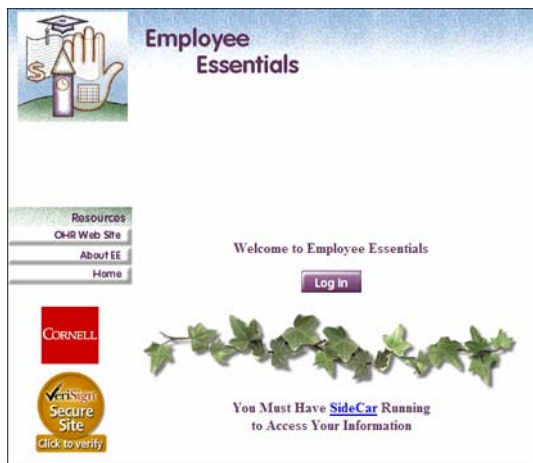 Employee
Essentials
$
Resources
OHR Web Site
About EE
Home
Welcome to Employee Essentials
Log In
CORNELL
VeriSign
Secure
Site
Click to verify
You Must Have SideCar Running
to Access Your Information